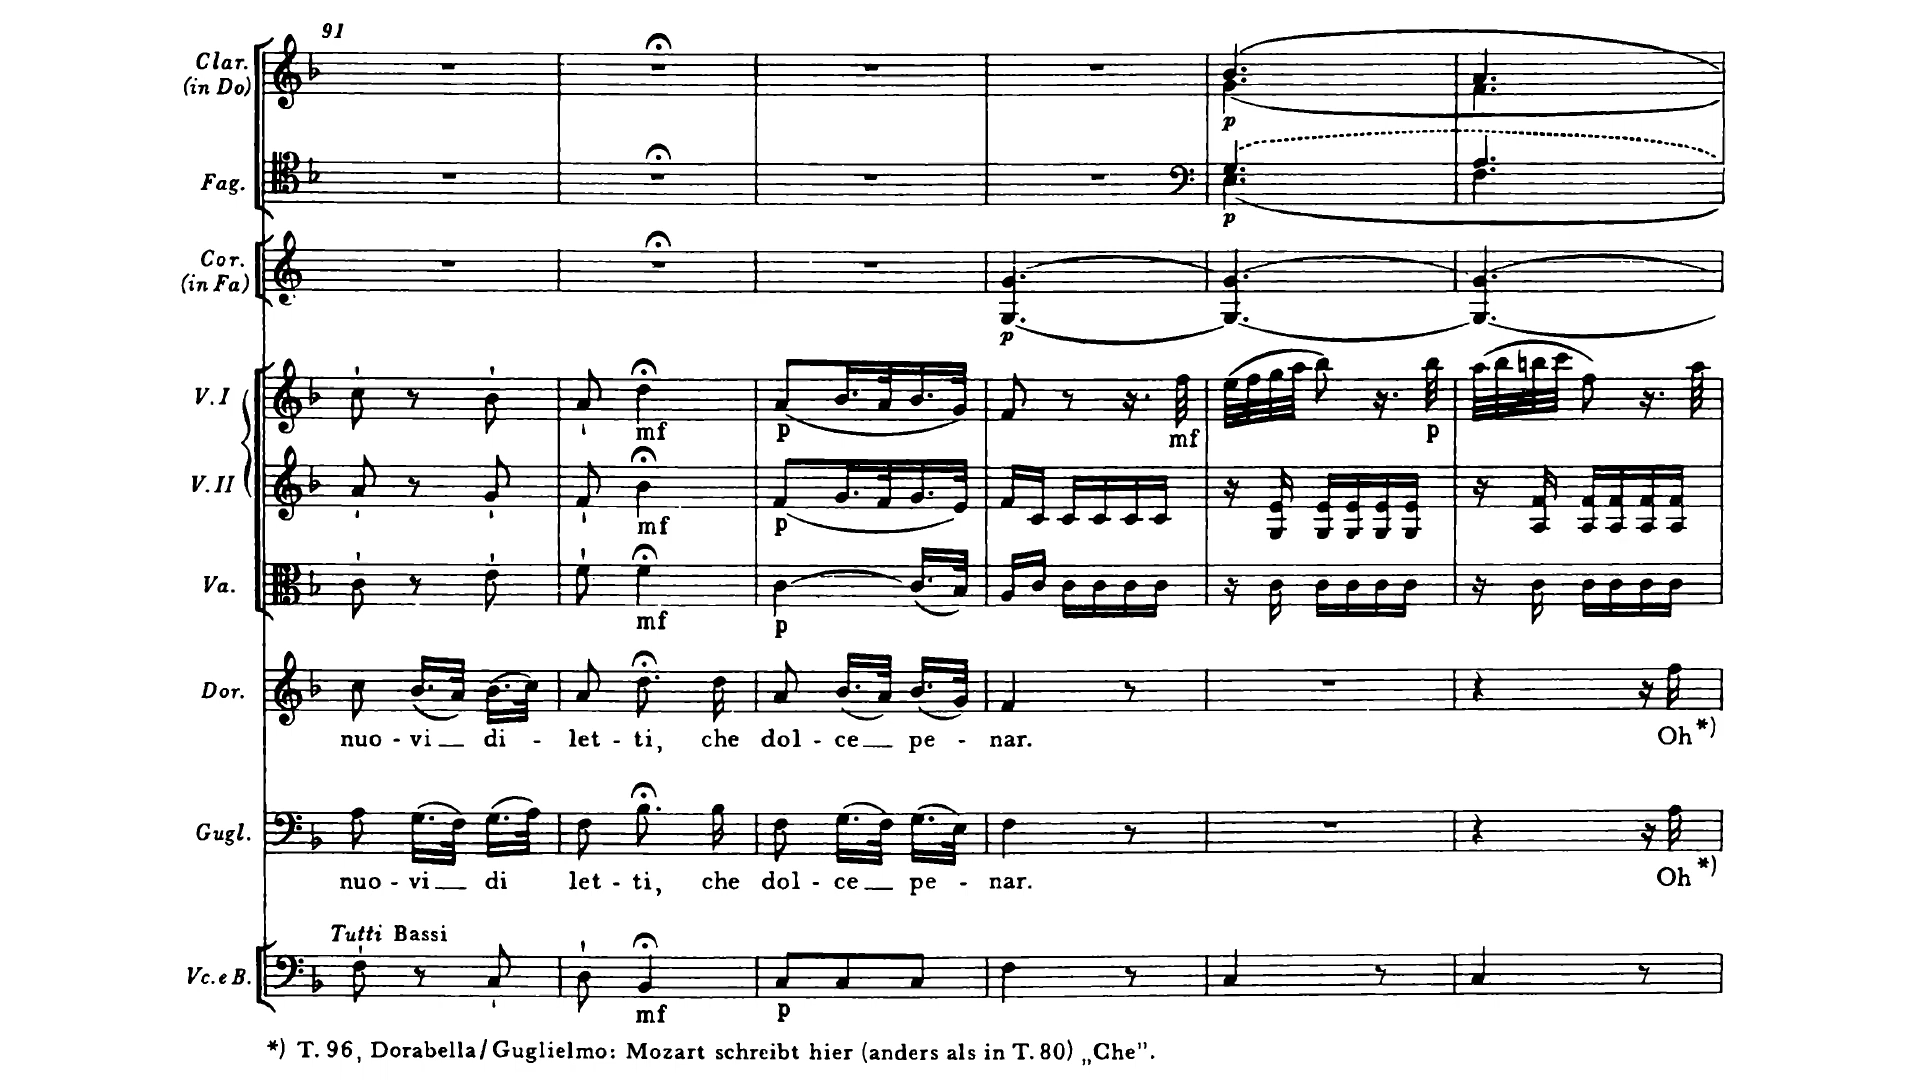 91
Clar.
(in Do)
p
Fag.
p
Cor.
(in Fa)
p
V. I
mf p mf p
V. II
mf p
Va.
mf p
Dor.
nuo - vi di - let - ti, che dol - ce pe - nar. Oh *)
Gugl.
nuo - vi di let - ti, che dol - ce pe - nar. Oh *)
Tutti Bassi
Vc. e B.
mf p
*) T. 96, Dorabella/Guglielmo: Mozart schreibt hier (anders als in T. 80) „Che”.